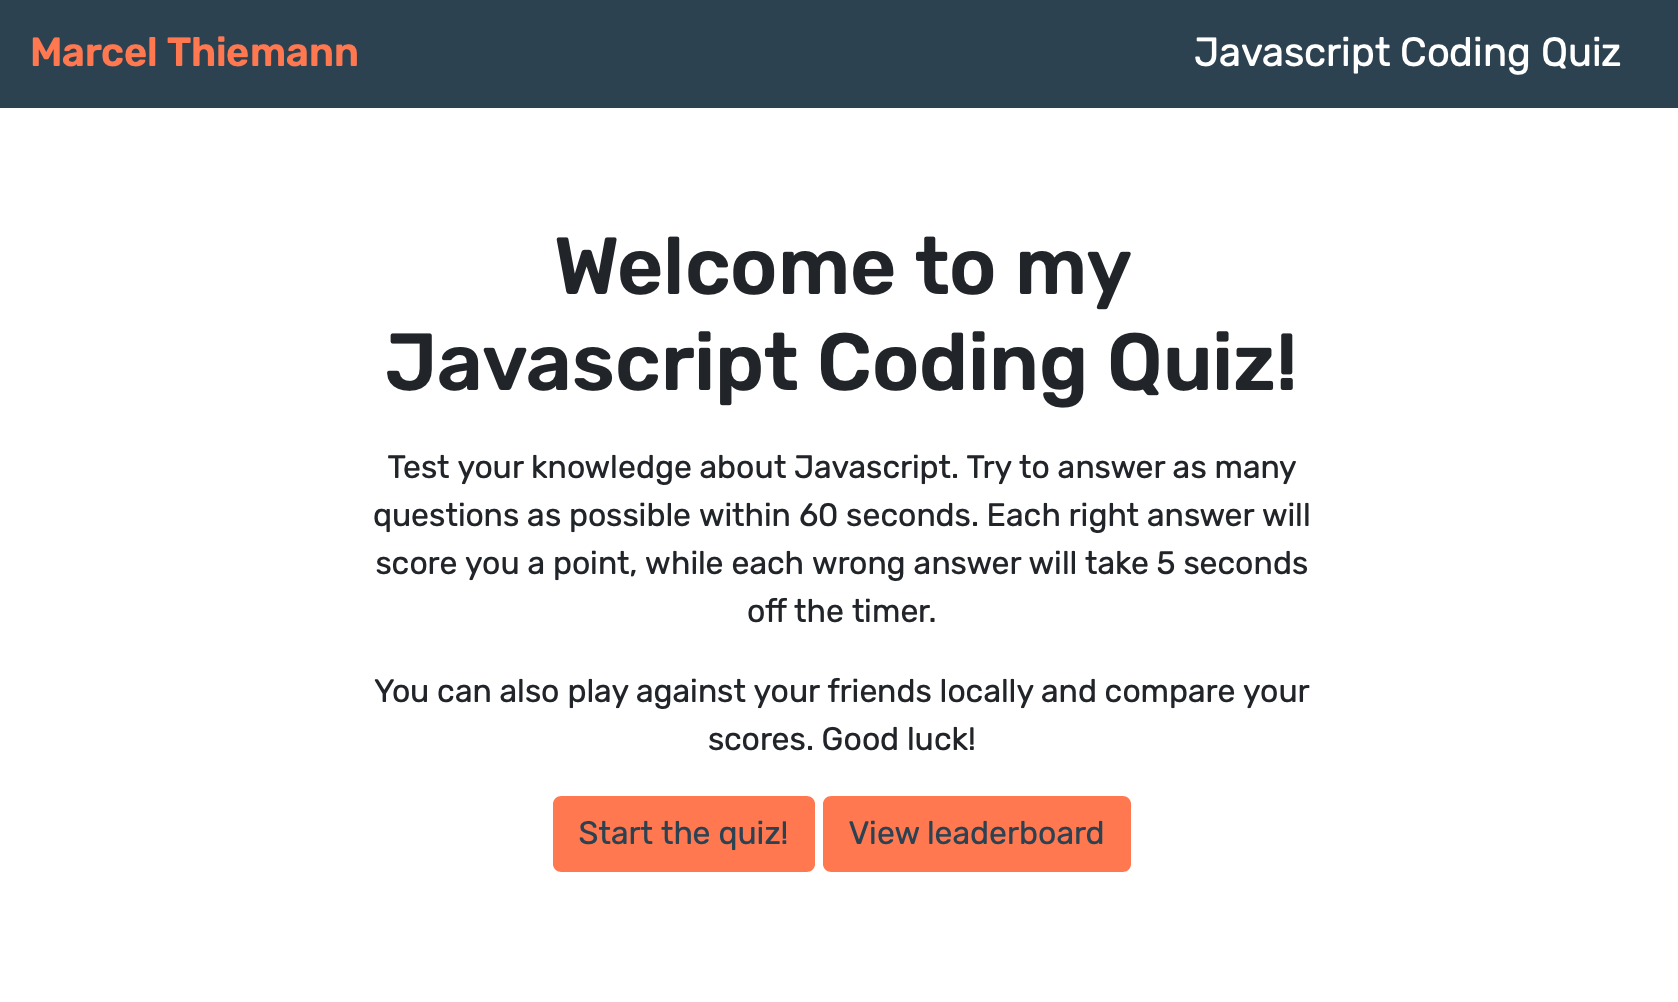 Marcel Thiemann
Javascript Coding Quiz
Welcome to my
Javascript Coding Quiz!
Test your knowledge about Javascript. Try to answer as many
questions as possible within 60 seconds. Each right answer will
score you a point, while each wrong answer will take 5 seconds
off the timer.
You can also play against your friends locally and compare your
scores. Good luck!
Start the quiz!
View leaderboard